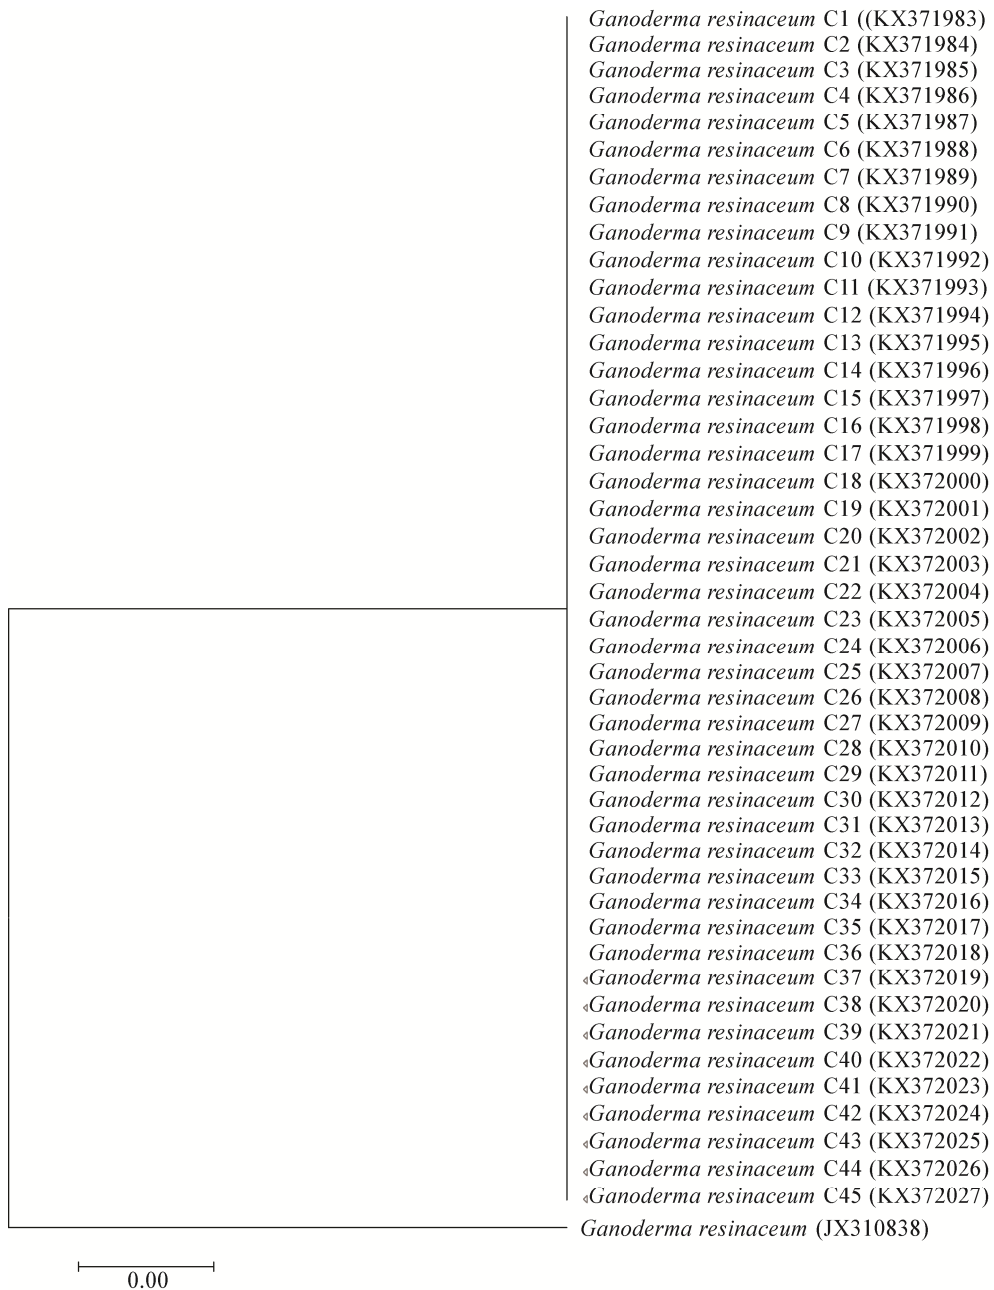 Ganoderma resinaceum C1 ((KX371983)
Ganoderma resinaceum C2 (KX371984)
Ganoderma resinaceum C3 (KX371985)
Ganoderma resinaceum C4 (KX371986)
Ganoderma resinaceum C5 (KX371987)
Ganoderma resinaceum C6 (KX371988)
Ganoderma resinaceum C7 (KX371989)
Ganoderma resinaceum C8 (KX371990)
Ganoderma resinaceum C9 (KX371991)
Ganoderma resinaceum C10 (KX371992)
Ganoderma resinaceum C11 (KX371993)
Ganoderma resinaceum C12 (KX371994)
Ganoderma resinaceum C13 (KX371995)
Ganoderma resinaceum C14 (KX371996)
Ganoderma resinaceum C15 (KX371997)
Ganoderma resinaceum C16 (KX371998)
Ganoderma resinaceum C17 (KX371999)
Ganoderma resinaceum C18 (KX372000)
Ganoderma resinaceum C19 (KX372001)
Ganoderma resinaceum C20 (KX372002)
Ganoderma resinaceum C21 (KX372003)
Ganoderma resinaceum C22 (KX372004)
Ganoderma resinaceum C23 (KX372005)
Ganoderma resinaceum C24 (KX372006)
Ganoderma resinaceum C25 (KX372007)
Ganoderma resinaceum C26 (KX372008)
Ganoderma resinaceum C27 (KX372009)
Ganoderma resinaceum C28 (KX372010)
Ganoderma resinaceum C29 (KX372011)
Ganoderma resinaceum C30 (KX372012)
Ganoderma resinaceum C31 (KX372013)
Ganoderma resinaceum C32 (KX372014)
Ganoderma resinaceum C33 (KX372015)
Ganoderma resinaceum C34 (KX372016)
Ganoderma resinaceum C35 (KX372017)
Ganoderma resinaceum C36 (KX372018)
Ganoderma resinaceum C37 (KX372019)
Ganoderma resinaceum C38 (KX372020)
Ganoderma resinaceum C39 (KX372021)
Ganoderma resinaceum C40 (KX372022)
Ganoderma resinaceum C41 (KX372023)
Ganoderma resinaceum C42 (KX372024)
Ganoderma resinaceum C43 (KX372025)
Ganoderma resinaceum C44 (KX372026)
Ganoderma resinaceum C45 (KX372027)
Ganoderma resinaceum (JX310838)
0.00